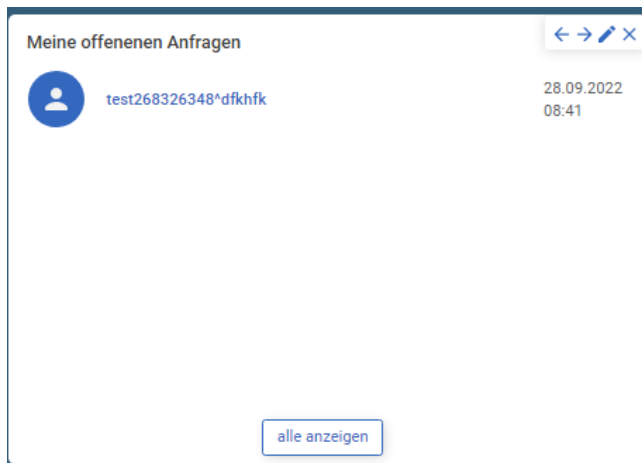 Meine offenenen Anfragen
test268326348^dfkhfk
28.09.2022
08:41
alle anzeigen